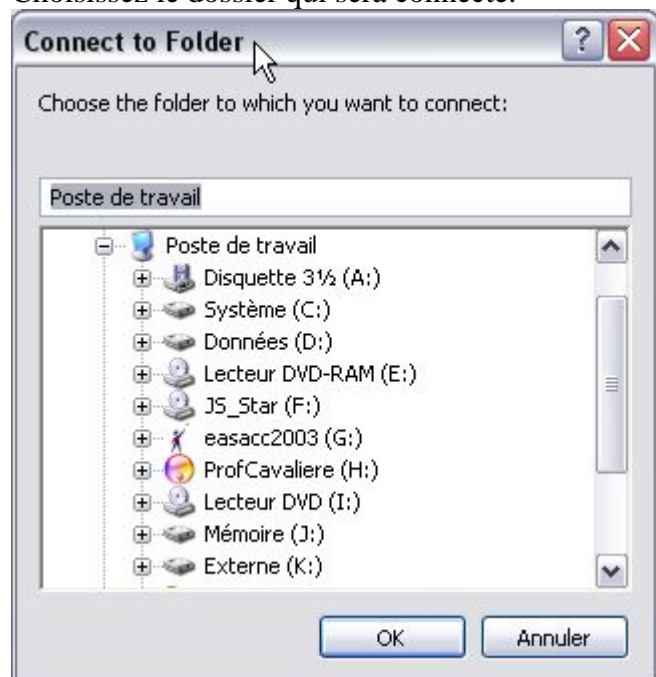 Choisissez le dossier qui sera connecté.
Connect to Folder
Choose the folder to which you want to connect:
Poste de travail
Poste de travail
Disquette 3½ (A:)
Système (C:)
Données (D:)
Lecteur DVD-RAM (E:)
JS_Star (F:)
easacc2003 (G:)
ProfCavaliere (H:)
Lecteur DVD (I:)
Mémoire (J:)
Externe (K:)
OK Annuler